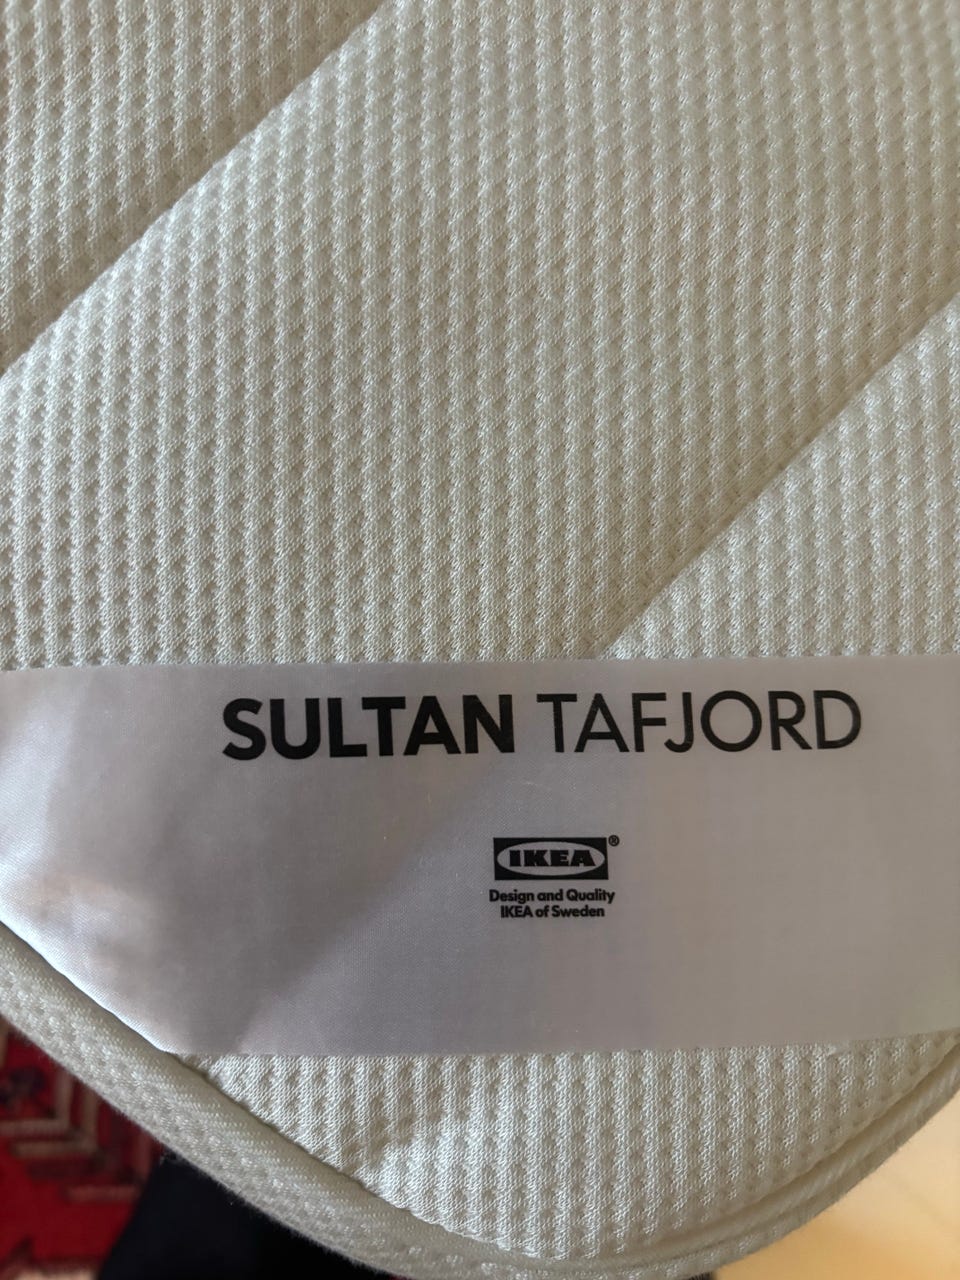 SULTAN TAFJORD
IKEA®
Design and Quality
IKEA of Sweden